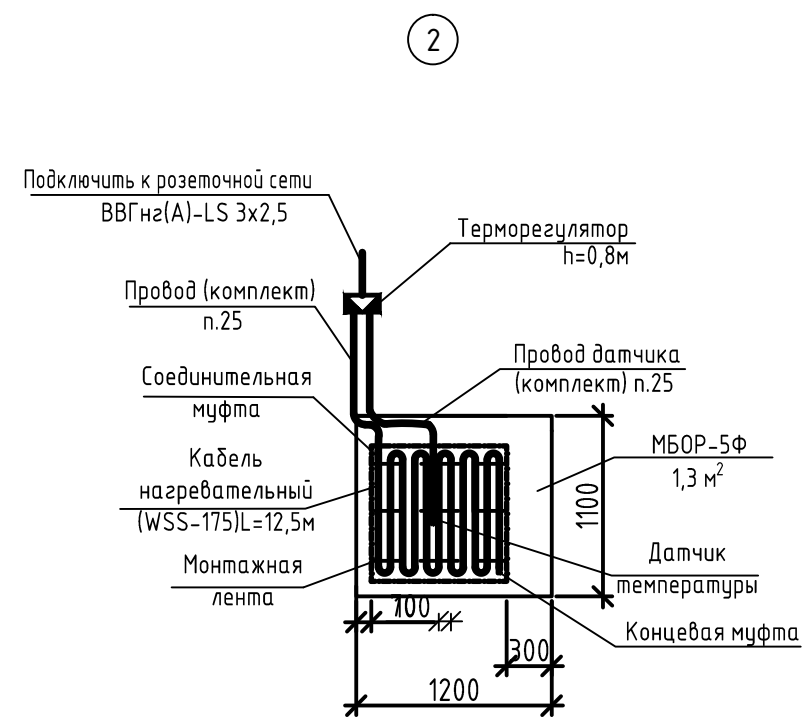 2
Подключить к розеточной сети
ВВГнг(А)-LS 3х2,5
Терморегулятор
h=0,8м
Провод (комплект)
п.25
Провод датчика
(комплект) п.25
Соединительная
муфта
МБОР-5Ф
1,3 м²
Кабель
нагревательный
(WSS-175)L=12,5м
1100
Монтажная
лента
Датчик
температуры
Концевая муфта
300
1200